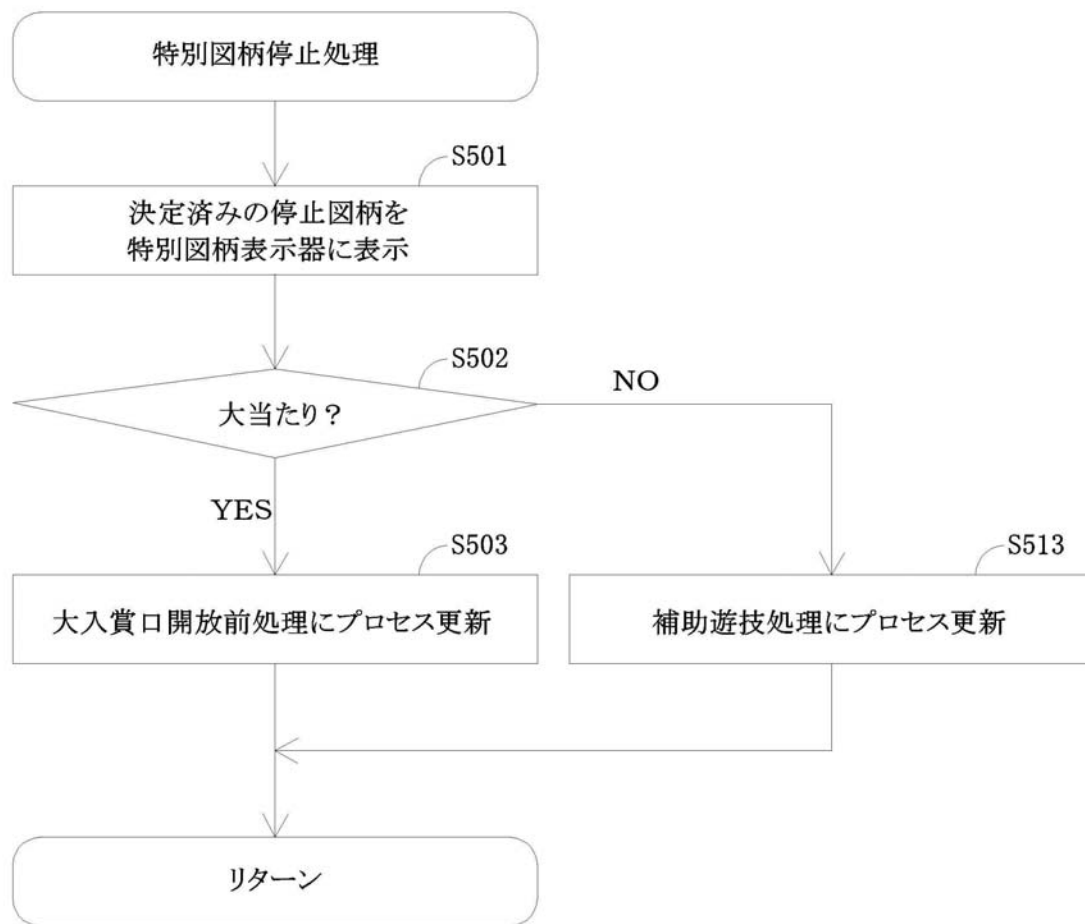 特別図柄停止処理
S501
決定済みの停止図柄を
特別図柄表示器に表示
S502
NO
大当たり？
YES
S503
S513
大入賞口開放前処理にプロセス更新
補助遊技処理にプロセス更新
リターン